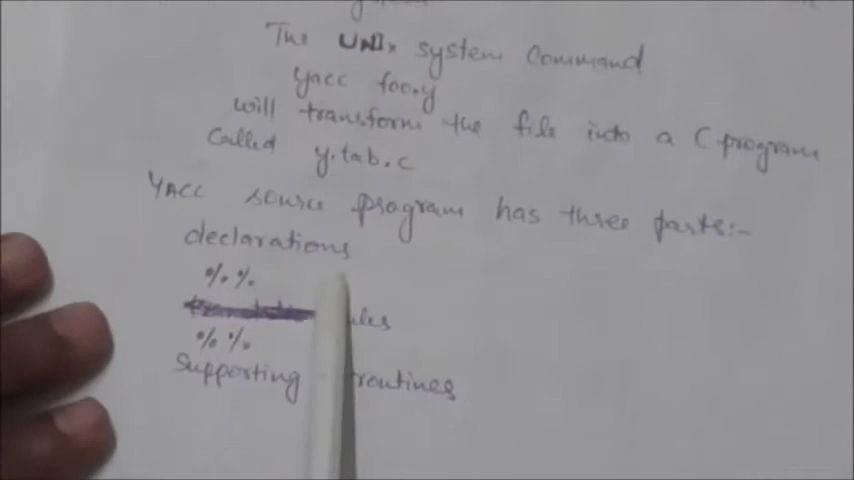 The UNIx system Command
yacc foo.y
will transform the file into a C program
Called y.tab.c
YACC source program has three parts:-
declarations
%%
%%
Supporting routines